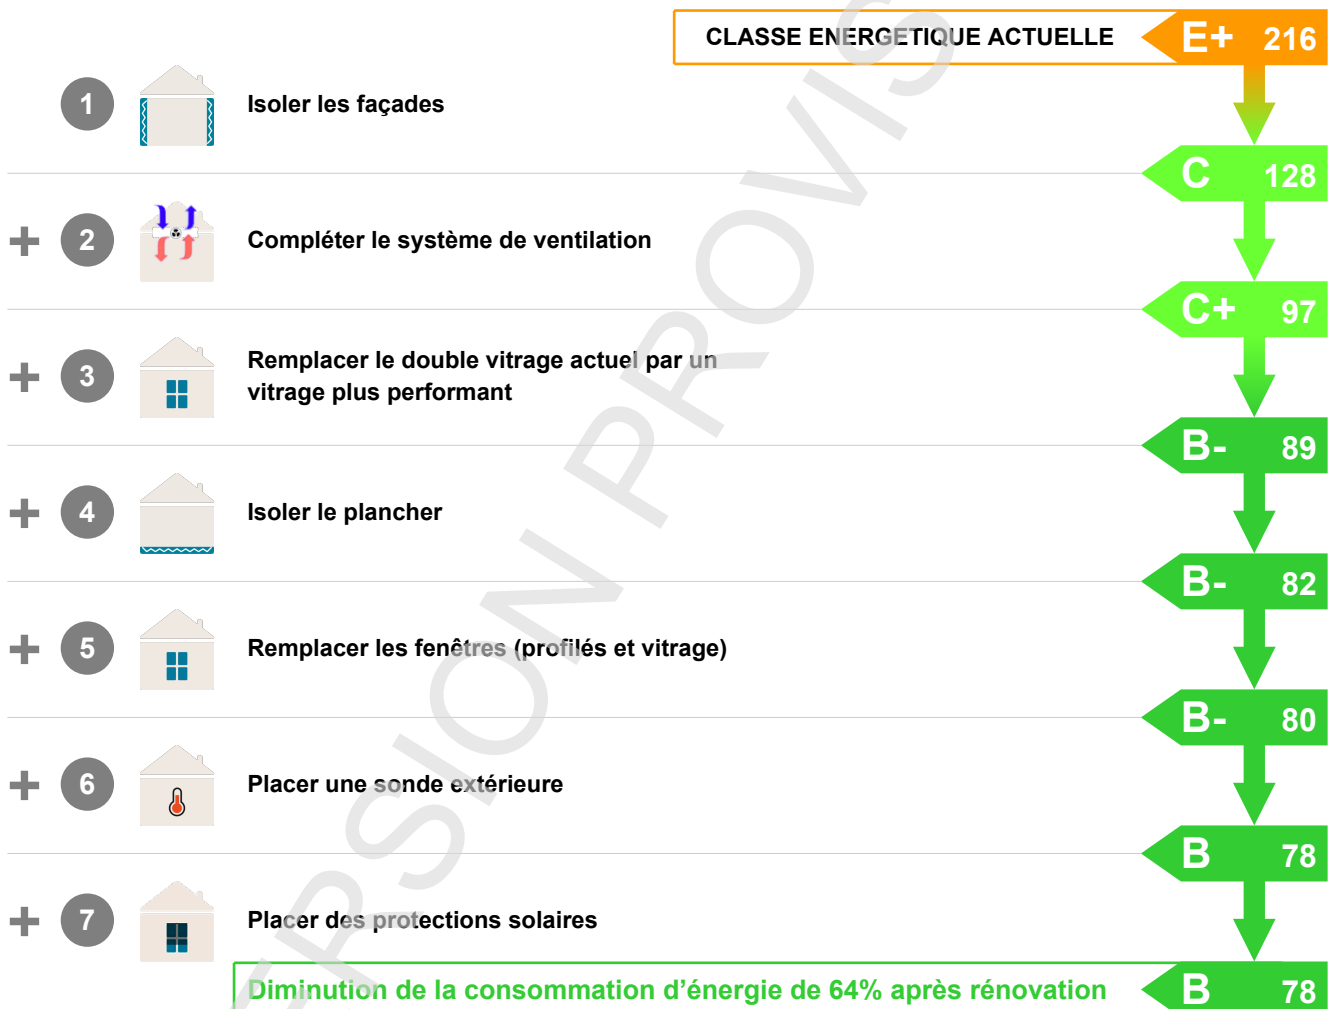 CLASSE ENERGETIQUE ACTUELLE E+ 216
1 Isoler les façades
C 128
+ 2 Compléter le système de ventilation
C+ 97
+ 3 Remplacer le double vitrage actuel par un
vitrage plus performant
B- 89
+ 4 Isoler le plancher
B- 82
+ 5 Remplacer les fenêtres (profilés et vitrage)
B- 80
+ 6 Placer une sonde extérieure
B 78
+ 7 Placer des protections solaires
Diminution de la consommation d’énergie de 64% après rénovation B 78